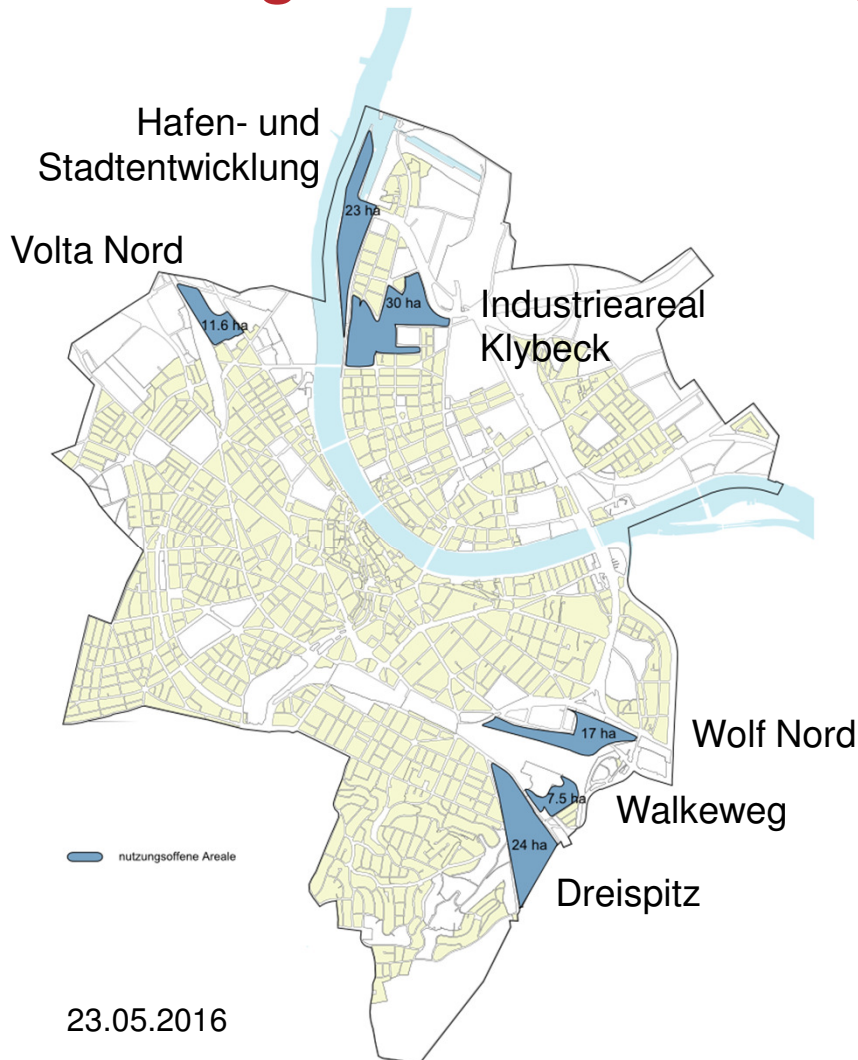 Hafen- und
Stadtentwicklung
23 ha
Volta Nord
11.6 ha
30 ha
Industrieareal
Klybeck
17 ha
Wolf Nord
7.5 ha
Walkeweg
24 ha
nutzungsoffene Areale
Dreispitz
23.05.2016